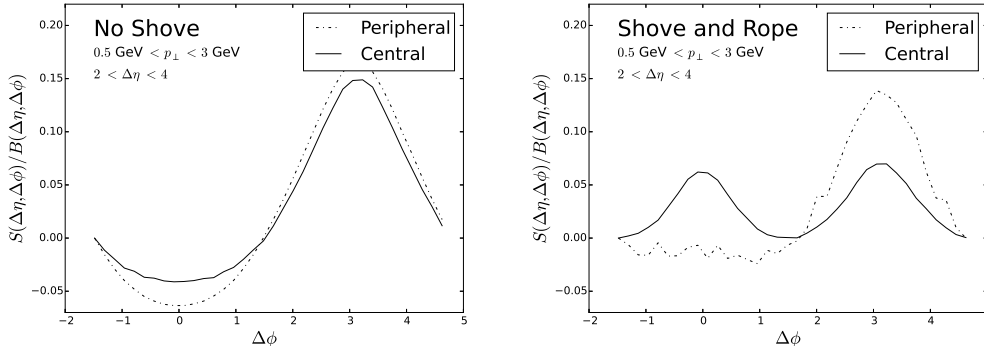 No Shove
0.5 GeV < p⊥ < 3 GeV
2 < Δη < 4
Peripheral
Central
S(Δη,Δϕ)/B(Δη,Δϕ)
0.20
0.15
0.10
0.05
0.00
−0.05
−2 −1 0 1 2 3 4 5
Δϕ
Shove and Rope
0.5 GeV < p⊥ < 3 GeV
2 < Δη < 4
Peripheral
Central
S(Δη,Δϕ)/B(Δη,Δϕ)
0.20
0.15
0.10
0.05
0.00
−0.05
−2 −1 0 1 2 3 4
Δϕ